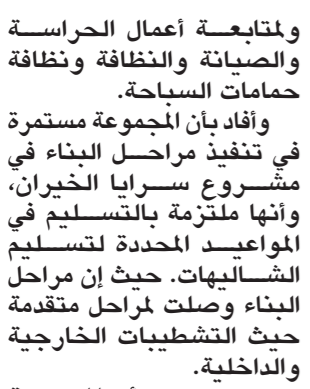 ولمتابعة أعمال الحراسة
والصيانة والنظافة ونظافة
حمامات السباحة.
وأفاد بأن المجموعة مستمرة
في تنفيذ مراحل البناء في
مشروع سرايا الخيران،
وأنها ملتزمة بالتسليم في
المواعيد المحددة لتسليم
الشاليهات. حيث إن مراحل
البناء وصلت لمراحل متقدمة
حيث التشطيبات الخارجية
والداخلية.